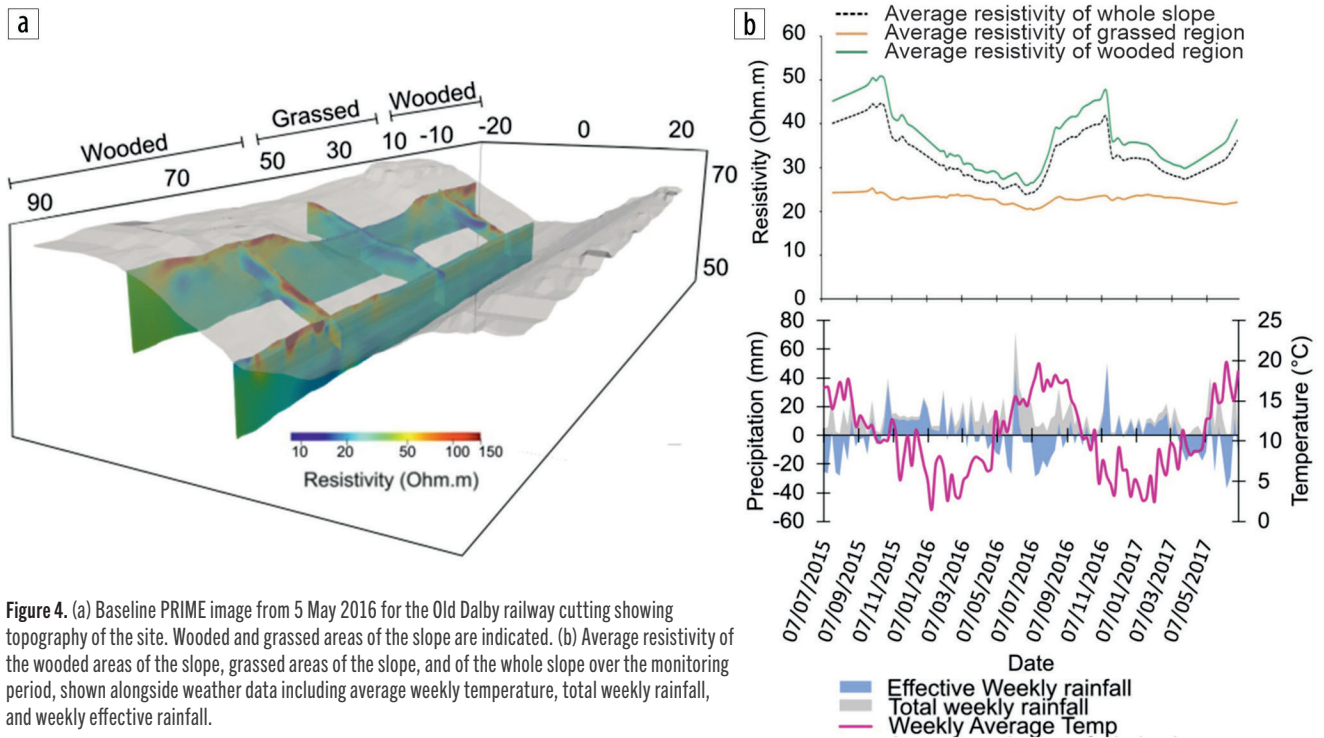 a
Wooded
Grassed
Wooded
90
70
50
30
10
-10
-20
0
20
70
50
10 20 50 100 150
Resistivity (Ohm.m)
Figure 4. (a) Baseline PRIME image from 5 May 2016 for the Old Dalby railway cutting showing
topography of the site. Wooded and grassed areas of the slope are indicated. (b) Average resistivity of
the wooded areas of the slope, grassed areas of the slope, and of the whole slope over the monitoring
period, shown alongside weather data including average weekly temperature, total weekly rainfall,
and weekly effective rainfall.
b
Average resistivity of whole slope
Average resistivity of grassed region
Average resistivity of wooded region
Resistivity (Ohm.m)
60
50
40
30
20
10
0
Precipitation (mm)
80
60
40
20
0
-20
-40
-60
25
20
15
10
5
0
Temperature (°C)
07/07/2015
07/09/2015
07/11/2015
07/01/2016
07/03/2016
07/05/2016
07/07/2016
07/09/2016
07/11/2016
07/01/2017
07/03/2017
07/05/2017
Date
Effective Weekly rainfall
Total weekly rainfall
Weekly Average Temp